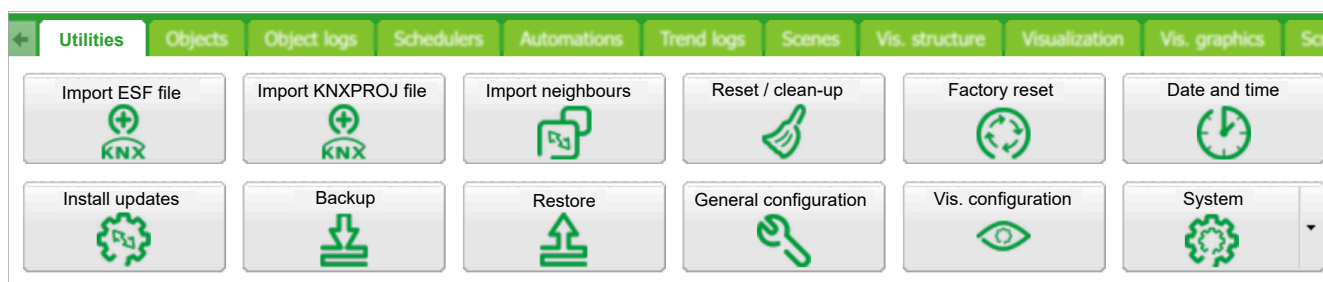 Utilities Objects Object logs Schedulers Automations Trend logs Scenes Vis. structure Visualization Vis. graphics
Import ESF file Import KNXPROJ file Import neighbours Reset / clean-up Factory reset Date and time
KNX KNX
Install updates Backup Restore General configuration Vis. configuration System